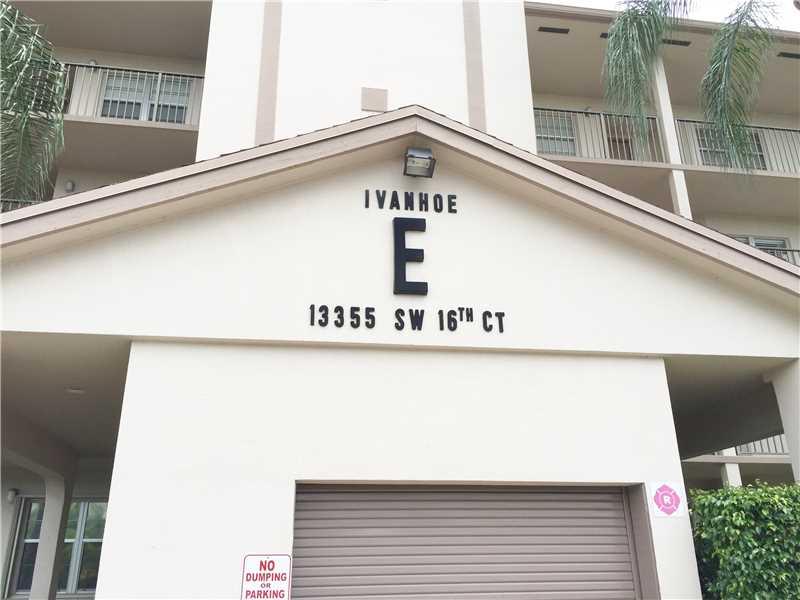 IVANHOE
E
13355 SW 16TH CT
R
NO
DUMPING
OR
PARKING